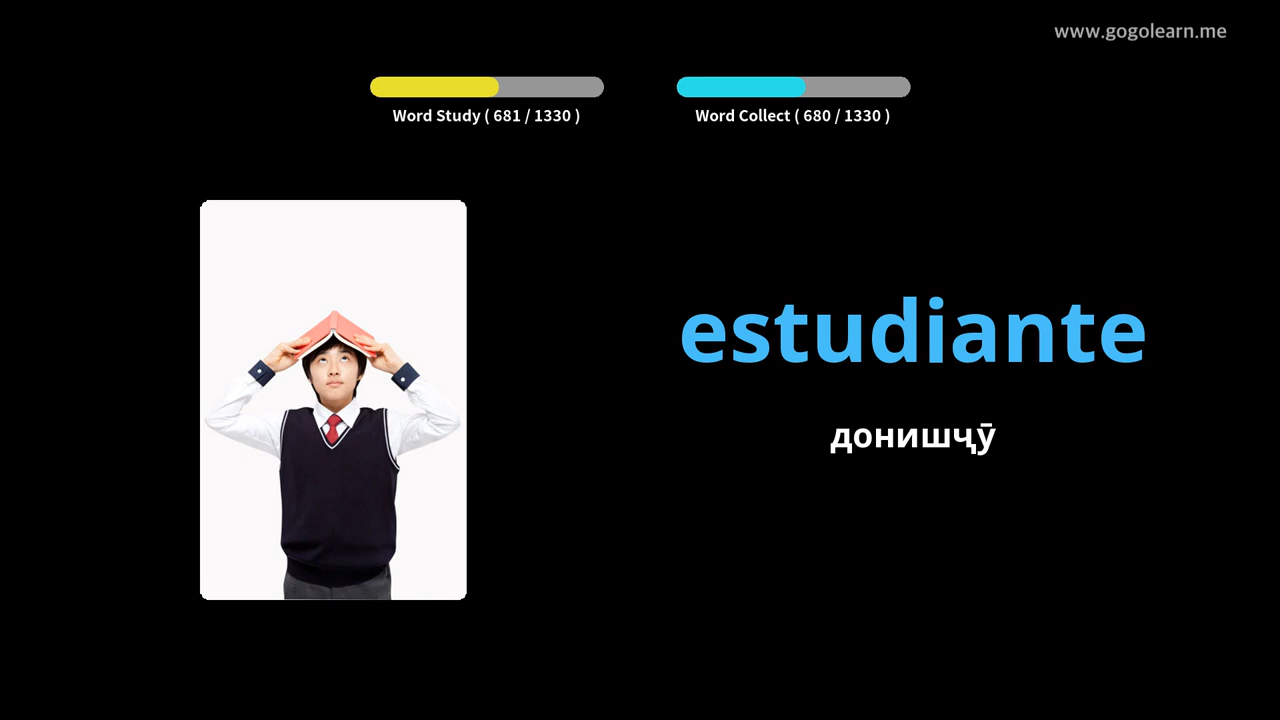 www.gogolearn.me
Word Study ( 681 / 1330 )
Word Collect ( 680 / 1330 )
estudiante
донишҷӯ